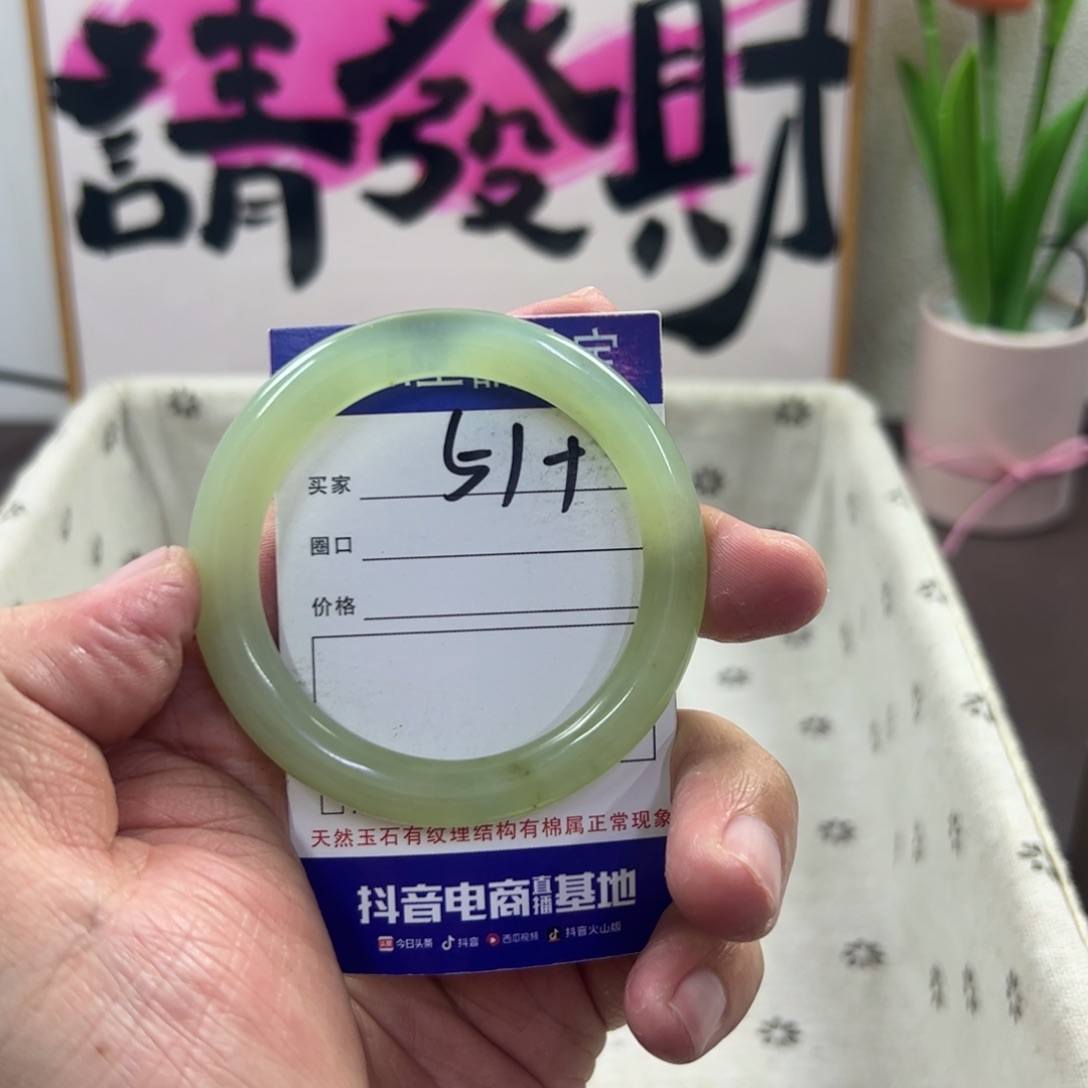 請發財
51+
买家
圈口
价格
天然玉石有纹理结构有棉属正常现象
抖音电商直播基地
今日头条 抖音 西瓜视频 抖音火山版